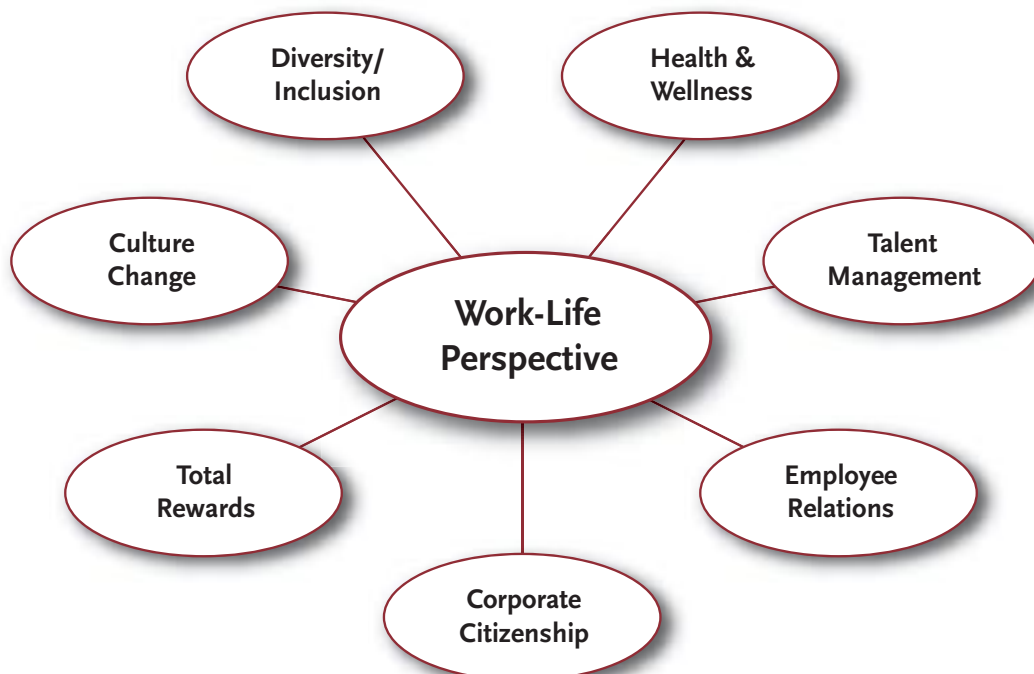 Diversity/
Inclusion
Health &
Wellness
Culture
Change
Talent
Management
Work-Life
Perspective
Total
Rewards
Employee
Relations
Corporate
Citizenship